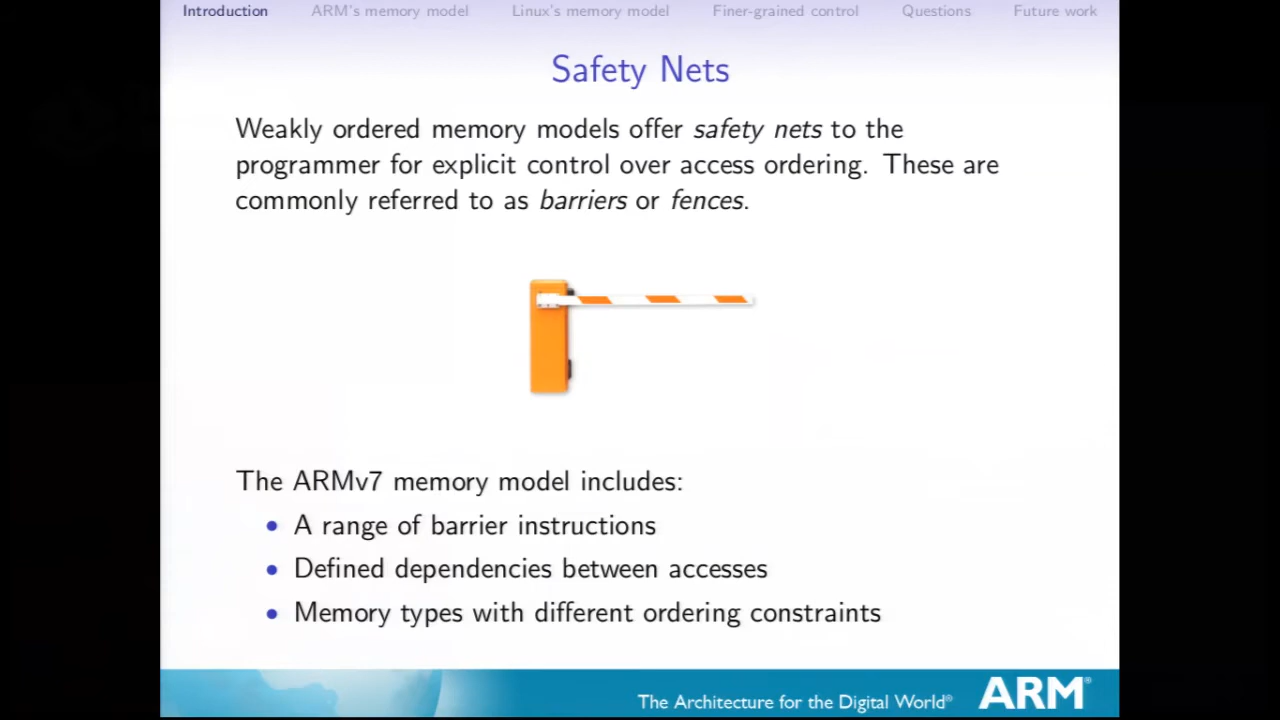 Introduction ARM's memory model Linux's memory model Finer-grained control Questions Future work
Safety Nets
Weakly ordered memory models offer safety nets to the
programmer for explicit control over access ordering. These are
commonly referred to as barriers or fences.
The ARMv7 memory model includes:
• A range of barrier instructions
• Defined dependencies between accesses
• Memory types with different ordering constraints
The Architecture for the Digital World® ARM®